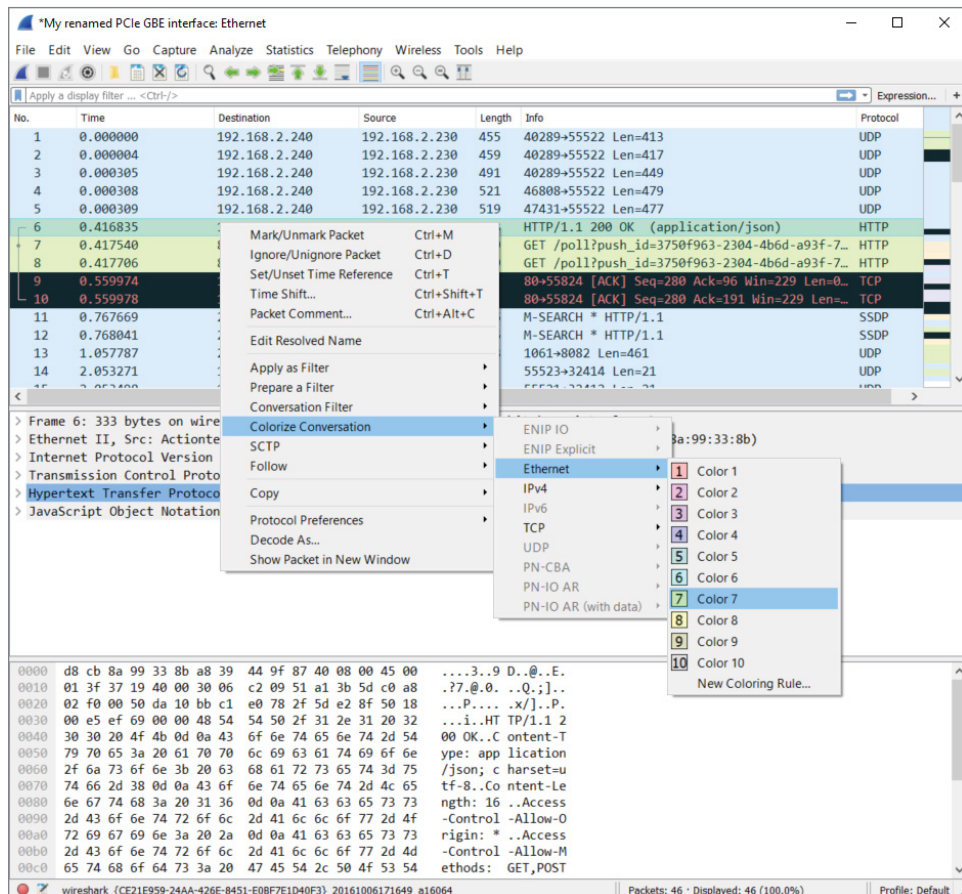 *My renamed PCIe GBE interface: Ethernet
File Edit View Go Capture Analyze Statistics Telephony Wireless Tools Help
Apply a display filter ... <Ctrl-/> Expression... +
No. Time Destination Source Length Info Protocol
1 0.000000 192.168.2.240 192.168.2.230 455 40289→55522 Len=413 UDP
2 0.000004 192.168.2.240 192.168.2.230 459 40289→55522 Len=417 UDP
3 0.000305 192.168.2.240 192.168.2.230 491 40289→55522 Len=449 UDP
4 0.000308 192.168.2.240 192.168.2.230 521 46808→55522 Len=479 UDP
5 0.000309 192.168.2.240 192.168.2.230 519 47431→55522 Len=477 UDP
6 0.416835 HTTP/1.1 200 OK (application/json) HTTP
7 0.417540 GET /poll?push_id=3750f963-2304-4b6d-a93f-7… HTTP
8 0.417706 GET /poll?push_id=3750f963-2304-4b6d-a93f-7… HTTP
9 0.559974 80→55824 [ACK] Seq=280 Ack=96 Win=229 Len=0… TCP
10 0.559978 80→55824 [ACK] Seq=280 Ack=191 Win=229 Len=… TCP
11 0.767669 M-SEARCH * HTTP/1.1 SSDP
12 0.768041 M-SEARCH * HTTP/1.1 SSDP
13 1.057787 1061→8082 Len=461 UDP
14 2.053271 55523→32414 Len=21 UDP
Mark/Unmark Packet Ctrl+M
Ignore/Unignore Packet Ctrl+D
Set/Unset Time Reference Ctrl+T
Time Shift... Ctrl+Shift+T
Packet Comment... Ctrl+Alt+C
Edit Resolved Name
Apply as Filter
Prepare a Filter
Conversation Filter
Colorize Conversation
SCTP
Follow
Copy
Protocol Preferences
Decode As...
Show Packet in New Window
ENIP IO
ENIP Explicit
Ethernet
IPv4
IPv6
TCP
UDP
PN-CBA
PN-IO AR
PN-IO AR (with data)
1 Color 1
2 Color 2
3 Color 3
4 Color 4
5 Color 5
6 Color 6
7 Color 7
8 Color 8
9 Color 9
10 Color 10
New Coloring Rule...
Frame 6: 333 bytes on wire
Ethernet II, Src: Actionte 8a:99:33:8b)
Internet Protocol Version
Transmission Control Proto
Hypertext Transfer Protoco
JavaScript Object Notation
0000 d8 cb 8a 99 33 8b a8 39 44 9f 87 40 08 00 45 00 ....3..9 D..@..E.
0010 01 3f 37 19 40 00 30 06 c2 09 51 a1 3b 5d c0 a8 .?7.@.0. ..Q.;]..
0020 02 f0 00 50 da 10 bb c1 e0 78 2f 5d e2 8f 50 18 ...P.... .x/]..P.
0030 00 e5 ef 69 00 00 48 54 54 50 2f 31 2e 31 20 32 ...i..HT TP/1.1 2
0040 30 30 20 4f 4b 0d 0a 43 6f 6e 74 65 6e 74 2d 54 00 OK..C ontent-T
0050 79 70 65 3a 20 61 70 70 6c 69 63 61 74 69 6f 6e ype: app lication
0060 2f 6a 73 6f 6e 3b 20 63 68 61 72 73 65 74 3d 75 /json; c harset=u
0070 74 66 2d 38 0d 0a 43 6f 6e 74 65 6e 74 2d 4c 65 tf-8..Co ntent-Le
0080 6e 67 74 68 3a 20 31 36 0d 0a 41 63 63 65 73 73 ngth: 16 ..Access
0090 2d 43 6f 6e 74 72 6f 6c 2d 41 6c 6c 6f 77 2d 4f -Control -Allow-O
00a0 72 69 67 69 6e 3a 20 2a 0d 0a 41 63 63 65 73 73 rigin: * ..Access
00b0 2d 43 6f 6e 74 72 6f 6c 2d 41 6c 6c 6f 77 2d 4d -Control -Allow-M
00c0 65 74 68 6f 64 73 3a 20 47 45 54 2c 50 4f 53 54 ethods: GET,POST
wireshark_{CE21E959-24AA-426E-8451-E0BF7E1D40F3}_20161006171649_a16064 Packets: 46 · Displayed: 46 (100.0%) Profile: Default